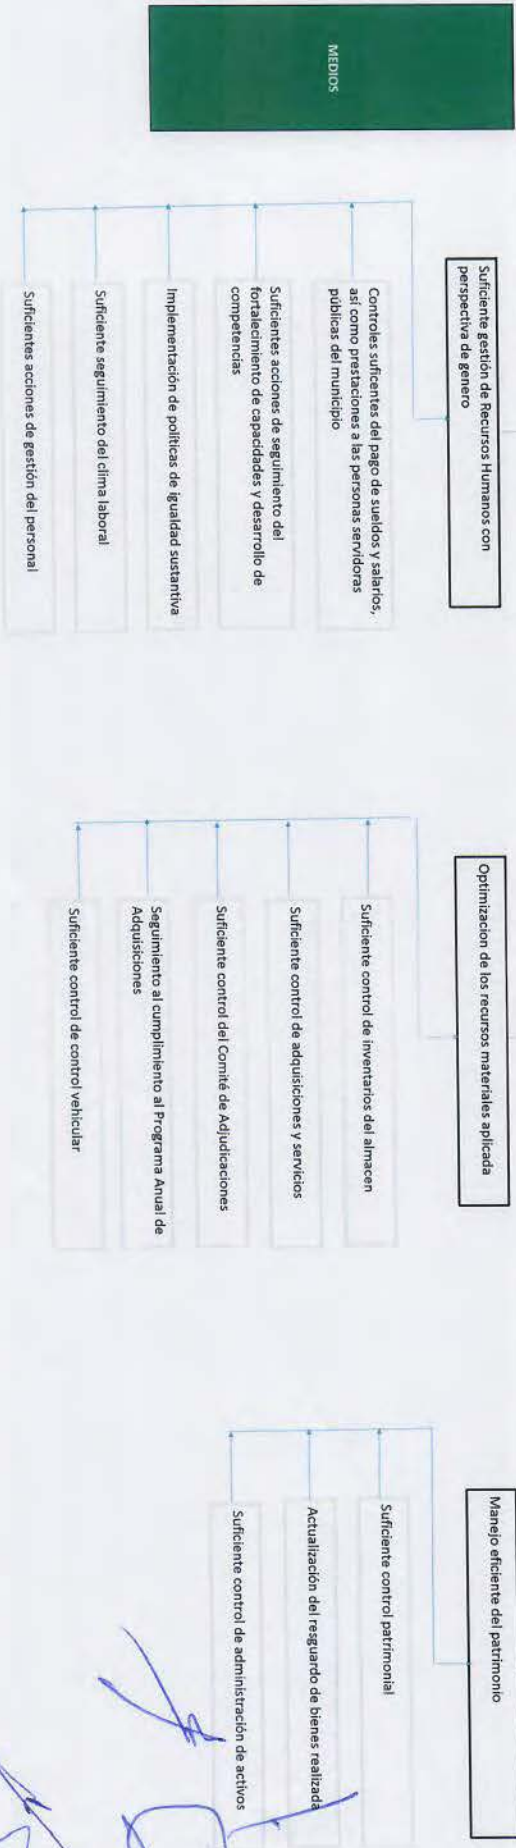 MEDIOS
Suficiente gestión de Recursos Humanos con
perspectiva de genero
Controles suficentes del pago de sueldos y salarios,
así como prestaciones a las personas servidoras
públicas del municipio
Suficientes acciones de seguimiento del
fortalecimiento de capacidades y desarrollo de
competencias
Implementación de políticas de igualdad sustantiva
Suficiente seguimiento del clima laboral
Suficientes acciones de gestión del personal
Optimizacion de los recursos materiales aplicada
Suficiente control de inventarios del almacen
Suficiente control de adquisiciones y servicios
Suficiente control del Comité de Adjudicaciones
Seguimiento al cumplimiento al Programa Anual de
Adquisiciones
Suficiente control de control vehicular
Manejo eficiente del patrimonio
Suficiente control patrimonial
Actualización del resguardo de bienes realizada
Suficiente control de administración de activos